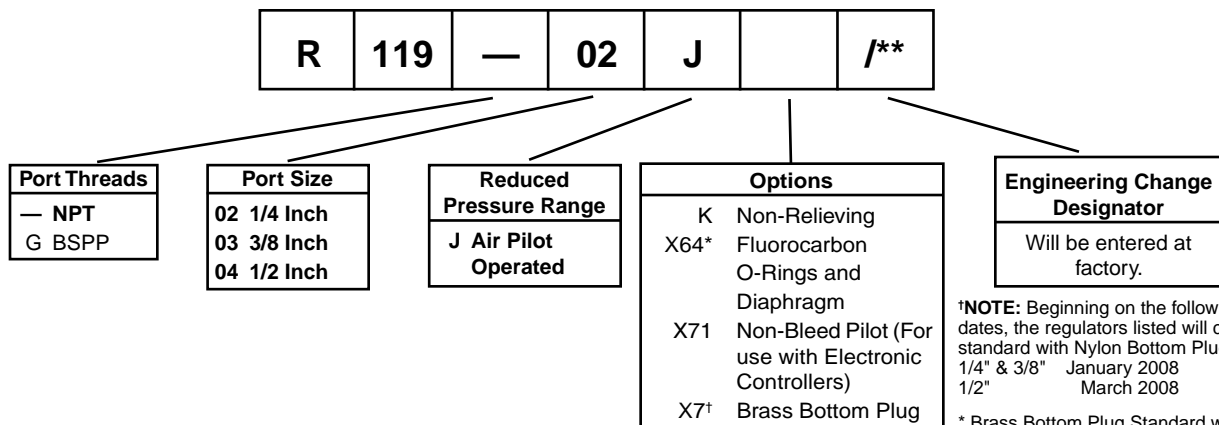 R 119 — 02 J /**
Port Threads
— NPT
G BSPP
Port Size
02 1/4 Inch
03 3/8 Inch
04 1/2 Inch
Reduced
Pressure Range
J Air Pilot
Operated
Options
K Non-Relieving
X64* Fluorocarbon
O-Rings and
Diaphragm
X71 Non-Bleed Pilot (For
use with Electronic
Controllers)
X7† Brass Bottom Plug
Engineering Change
Designator
Will be entered at
factory.
†NOTE: Beginning on the
dates, the regulators listed will
standard with Nylon Bottom
1/4" & 3/8" January 2008
1/2" March 2008
* Brass Bottom Plug Standard